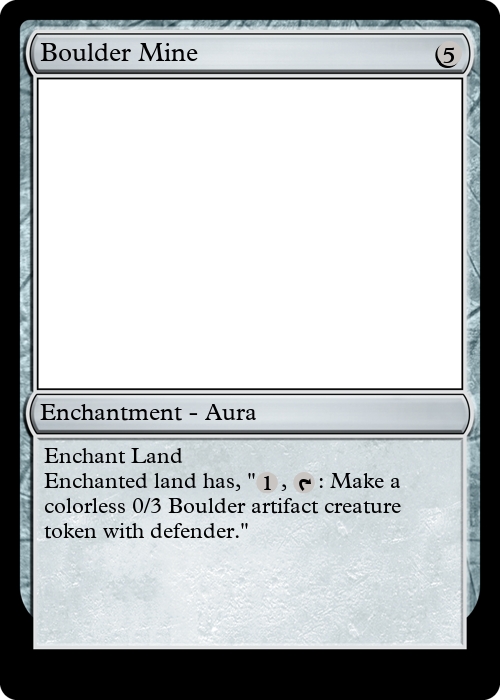 Boulder Mine 5
Enchantment - Aura
Enchant Land
Enchanted land has, "1, : Make a
colorless 0/3 Boulder artifact creature
token with defender."